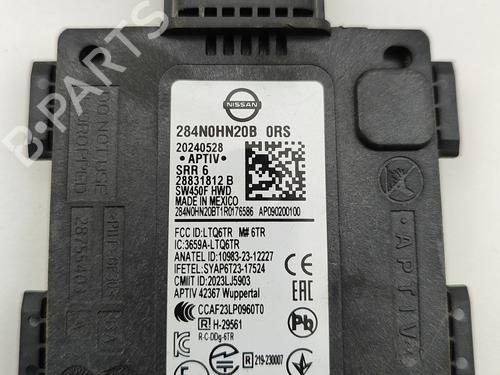 NISSAN
284N0HN20B 0RS
20240528
• APTIV •
SRR 6
28831812 B
SW450F HWD
MADE IN MEXICO
284N0HN20BT1R0176586 AP090200100
FCC ID: LTQ6TR M# 6TR
IC:3659A-LTQ6TR
ANATEL ID: 10983-23-12227
IFETEL: SYAP6T23-17524
CMIIT ID: 2023LJ5903
APTIV 42367 Wuppertal
CCAF23LP0960T0
R H-29561
Pb
R-C-DDg-6TR
R 219-230007
EAC
DO NOT USE
IF DROPPED
APTIV
B-Parts